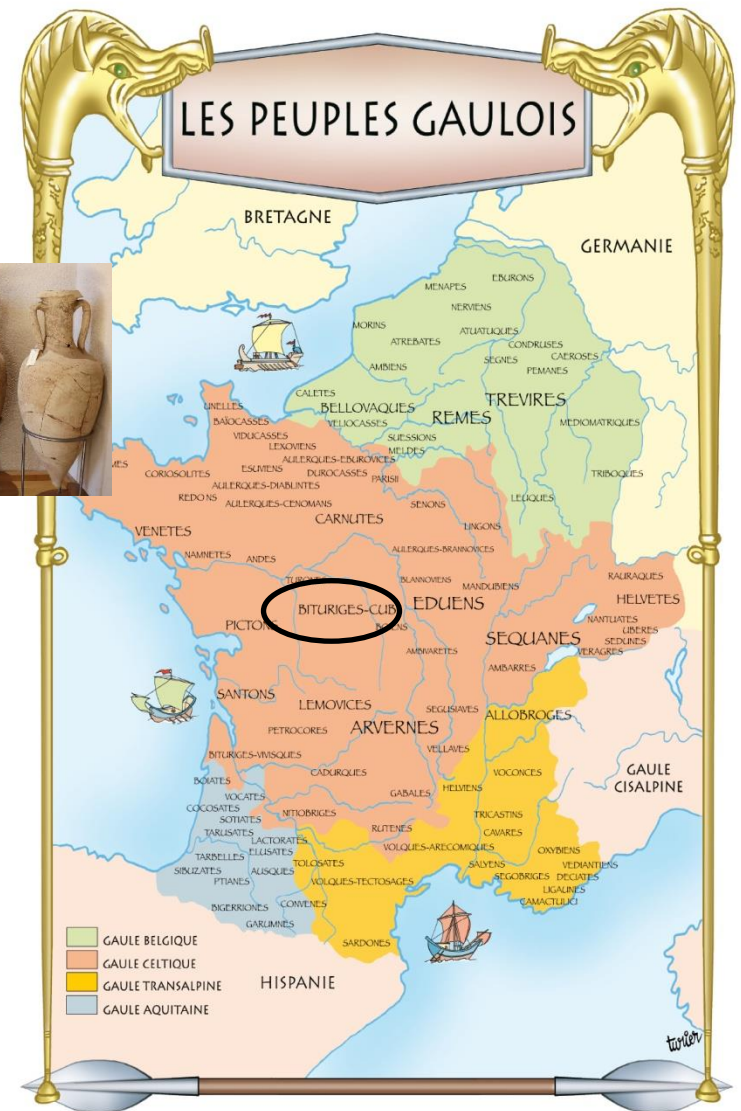 LES PEUPLES GAULOIS
BRETAGNE
GERMANIE
EBURONS
MENAPES
NERVIENS
MORINS
ATUATUQUES
ATREBATES
CONDRUSES
SEGNES
CAEROSES
AMBIENS
PEMANES
CALETES
TREVIRES
UNELLES
BELLOVAQUES
REMES
BAÏOCASSES
VELIOCASSES
MEDIOMATRIQUES
VIDUCASSES
SUESSIONS
LEXOVIENS
MELDES
AULERQUES-EBUROVICES
ESUVIENS
DUROCASSES
CORIOSOLITES
PARISII
TRIBOQUES
AULERQUES-DIABLINTES
REDONS
LEUQUES
AULERQUES-CENOMANS
SENONS
CARNUTES
LINGONS
VENETES
AULERQUES-BRANNOVICES
NAMNETES
ANDES
RAURAQUES
BLANNOVIENS
MANDUBIENS
BITURIGES-CUB
EDUENS
HELVETES
PICTONS
NANTUATES
UBERES
SEQUANES
SEDUNES
VERAGRES
AMBIVARETES
AMBARRES
SANTONS
LEMOVICES
SEGUSIAVES
ALLOBROGES
PETROCORES
ARVERNES
BITURIGES-VIVISQUES
VELLAVES
CADURQUES
VOCONCES
GAULE
CISALPINE
BOIATES
HELVIENS
GABALES
VOCATES
COCOSATES
NITIOBRIGES
TRICASTINS
SOTIATES
RUTENES
CAVARES
TARUSATES
LACTORATES
VOLQUES-ARECOMIQUES
OXYBIENS
ELUSATES
TARBELLES
TOLOSATES
SALYENS
VEDIANTIENS
SIBUZATES
AUSQUES
SEGOBRIGES
DECIATES
PTIANES
VOLQUES-TECTOSAGES
LIGAUNES
CAMACTULICI
BIGERRIONES
CONVENES
GARUMNES
SARDONES
GAULE BELGIQUE
GAULE CELTIQUE
GAULE TRANSALPINE
GAULE AQUITAINE
HISPANIE